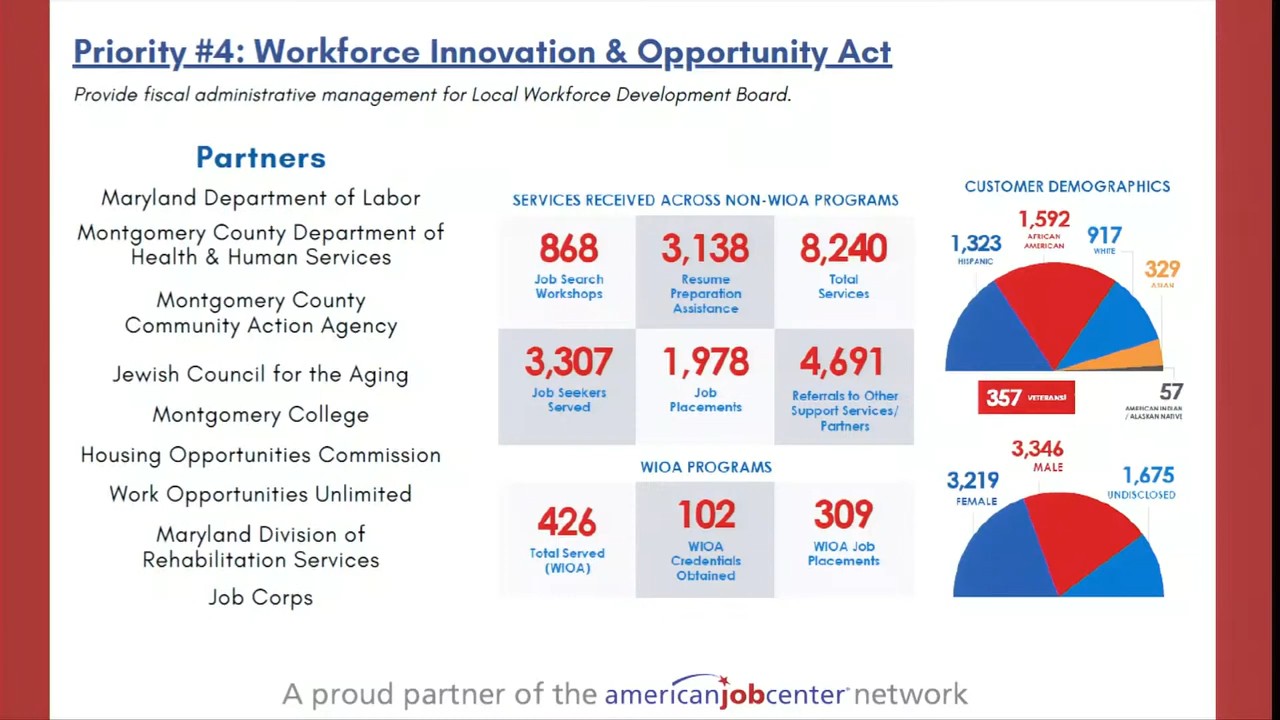 Priority #4: Workforce Innovation & Opportunity Act
Provide fiscal administrative management for Local Workforce Development Board.
Partners
Maryland Department of Labor
Montgomery County Department of
Health & Human Services
Montgomery County
Community Action Agency
Jewish Council for the Aging
Montgomery College
Housing Opportunities Commission
Work Opportunities Unlimited
Maryland Division of
Rehabilitation Services
Job Corps
SERVICES RECEIVED ACROSS NON-WIOA PROGRAMS
868
Job Search
Workshops
3,138
Resume
Preparation
Assistance
8,240
Total
Services
3,307
Job Seekers
Served
1,978
Job
Placements
4,691
Referrals to Other
Support Services/
Partners
WIOA PROGRAMS
426
Total Served
(WIOA)
102
WIOA
Credentials
Obtained
309
WIOA Job
Placements
CUSTOMER DEMOGRAPHICS
1,323
HISPANIC
1,592
AFRICAN
AMERICAN
917
WHITE
329
ASIAN
357 VETERANS!
57
AMERICAN INDIAN
/ ALASKAN NATIVE
3,219
FEMALE
3,346
MALE
1,675
UNDISCLOSED
A proud partner of the americanjobcenter network